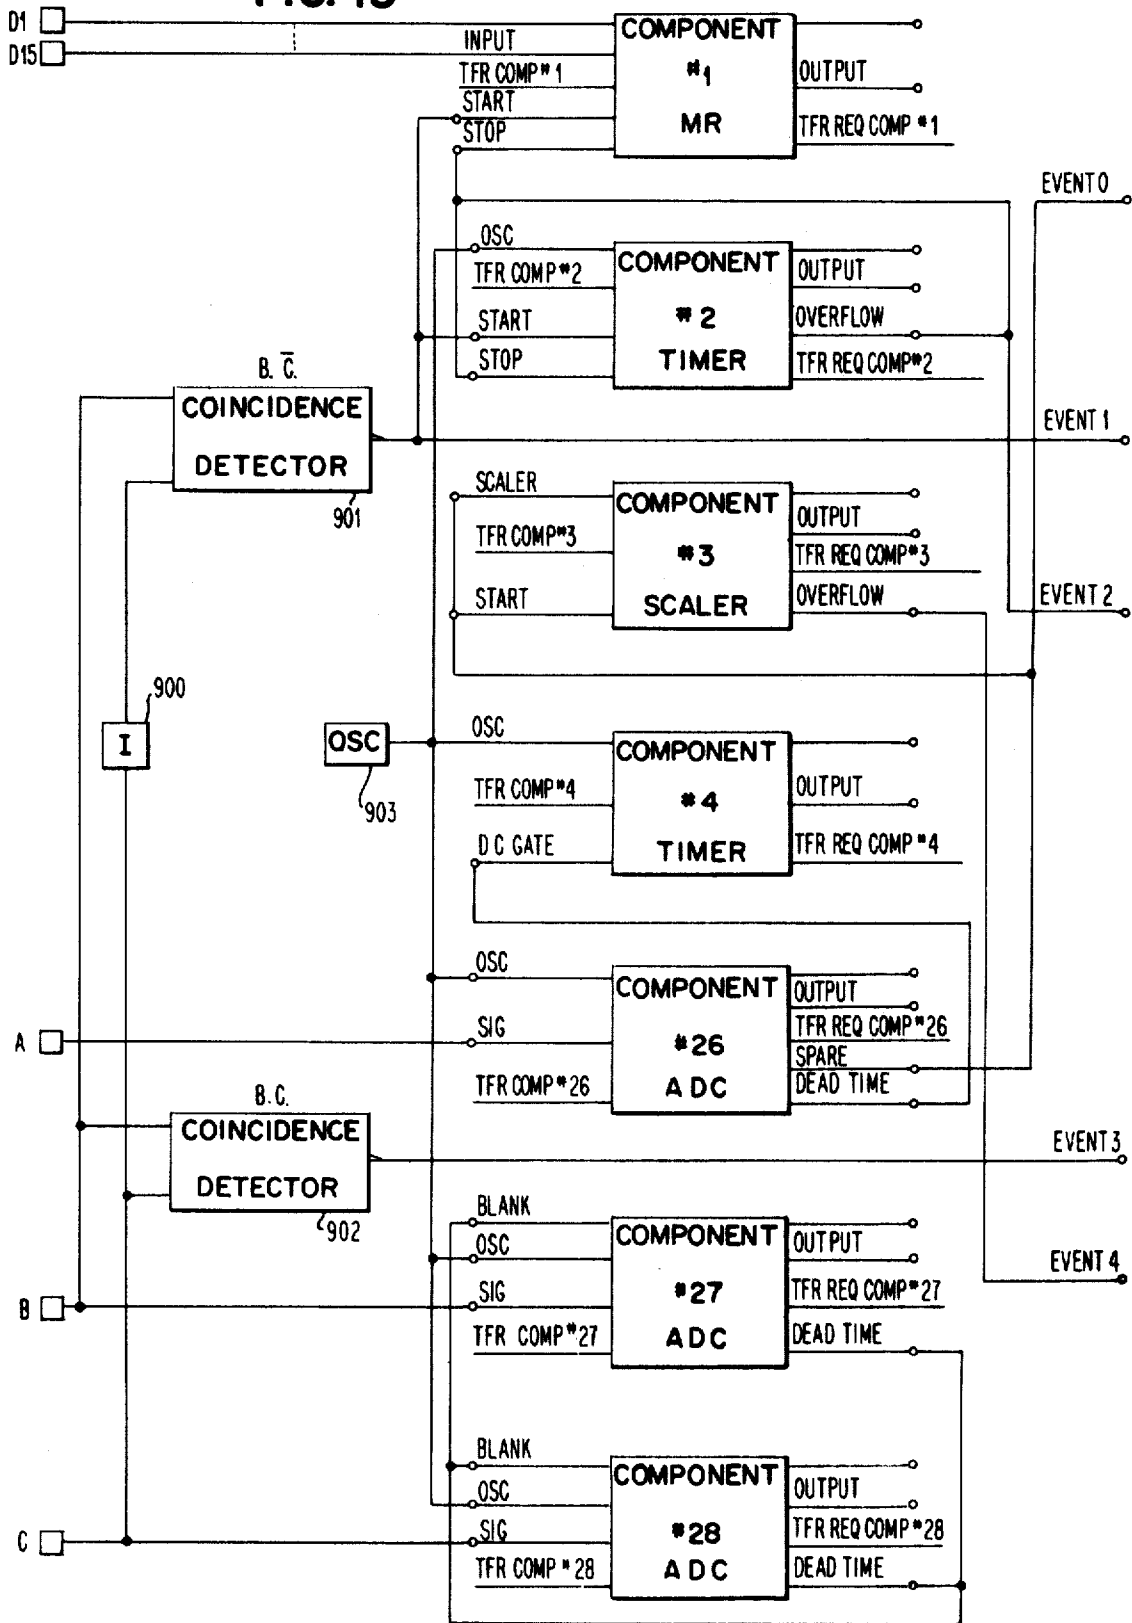 D1
D15
INPUT
TFR COMP#1
START
STOP
COMPONENT
#1
MR
OUTPUT
TFR REQ COMP #1
EVENT 0
OSC
TFR COMP#2
START
STOP
COMPONENT
#2
TIMER
OUTPUT
OVERFLOW
TFR REQ COMP#2
B. C̅.
COINCIDENCE
DETECTOR
901
EVENT 1
SCALER
TFR COMP#3
START
COMPONENT
#3
SCALER
OUTPUT
TFR REQ COMP#3
OVERFLOW
EVENT 2
900
I
OSC
903
OSC
TFR COMP#4
DC GATE
COMPONENT
#4
TIMER
OUTPUT
TFR REQ COMP #4
A
OSC
SIG
TFR COMP#26
COMPONENT
#26
ADC
OUTPUT
TFR REQ COMP#26
SPARE
DEAD TIME
B.C.
COINCIDENCE
DETECTOR
902
EVENT 3
B
BLANK
OSC
SIG
TFR COMP#27
COMPONENT
#27
ADC
OUTPUT
TFR REQ COMP#27
DEAD TIME
EVENT 4
C
BLANK
OSC
SIG
TFR COMP #28
COMPONENT
#28
ADC
OUTPUT
TFR REQ COMP#28
DEAD TIME